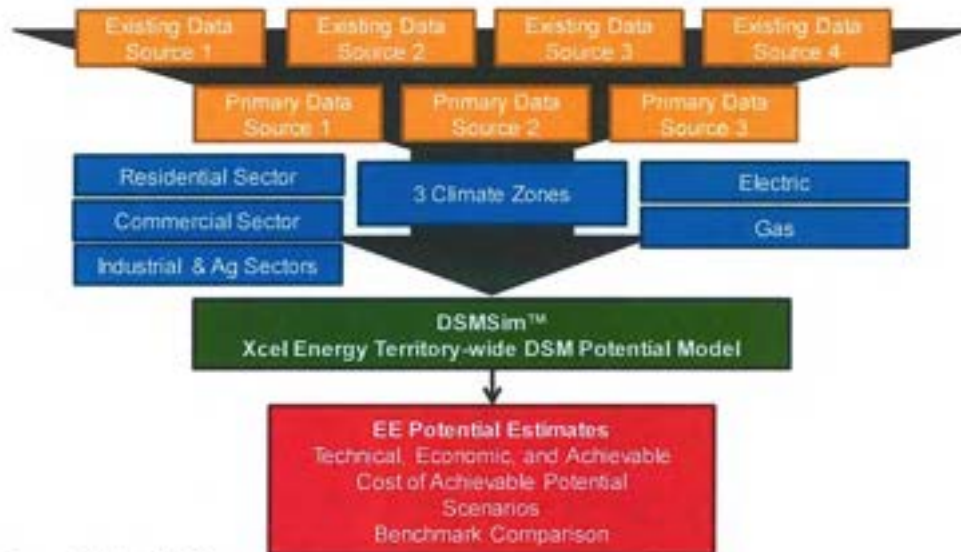 Existing Data
Source 1
Existing Data
Source 2
Existing Data
Source 3
Existing Data
Source 4
Primary Data
Source 1
Primary Data
Source 2
Primary Data
Source 3
Residential Sector
Commercial Sector
Industrial & Ag Sectors
3 Climate Zones
Electric
Gas
DSMSim™
Xcel Energy Territory-wide DSM Potential Model
EE Potential Estimates
Technical, Economic, and Achievable
Cost of Achievable Potential
Scenarios
Benchmark Comparison